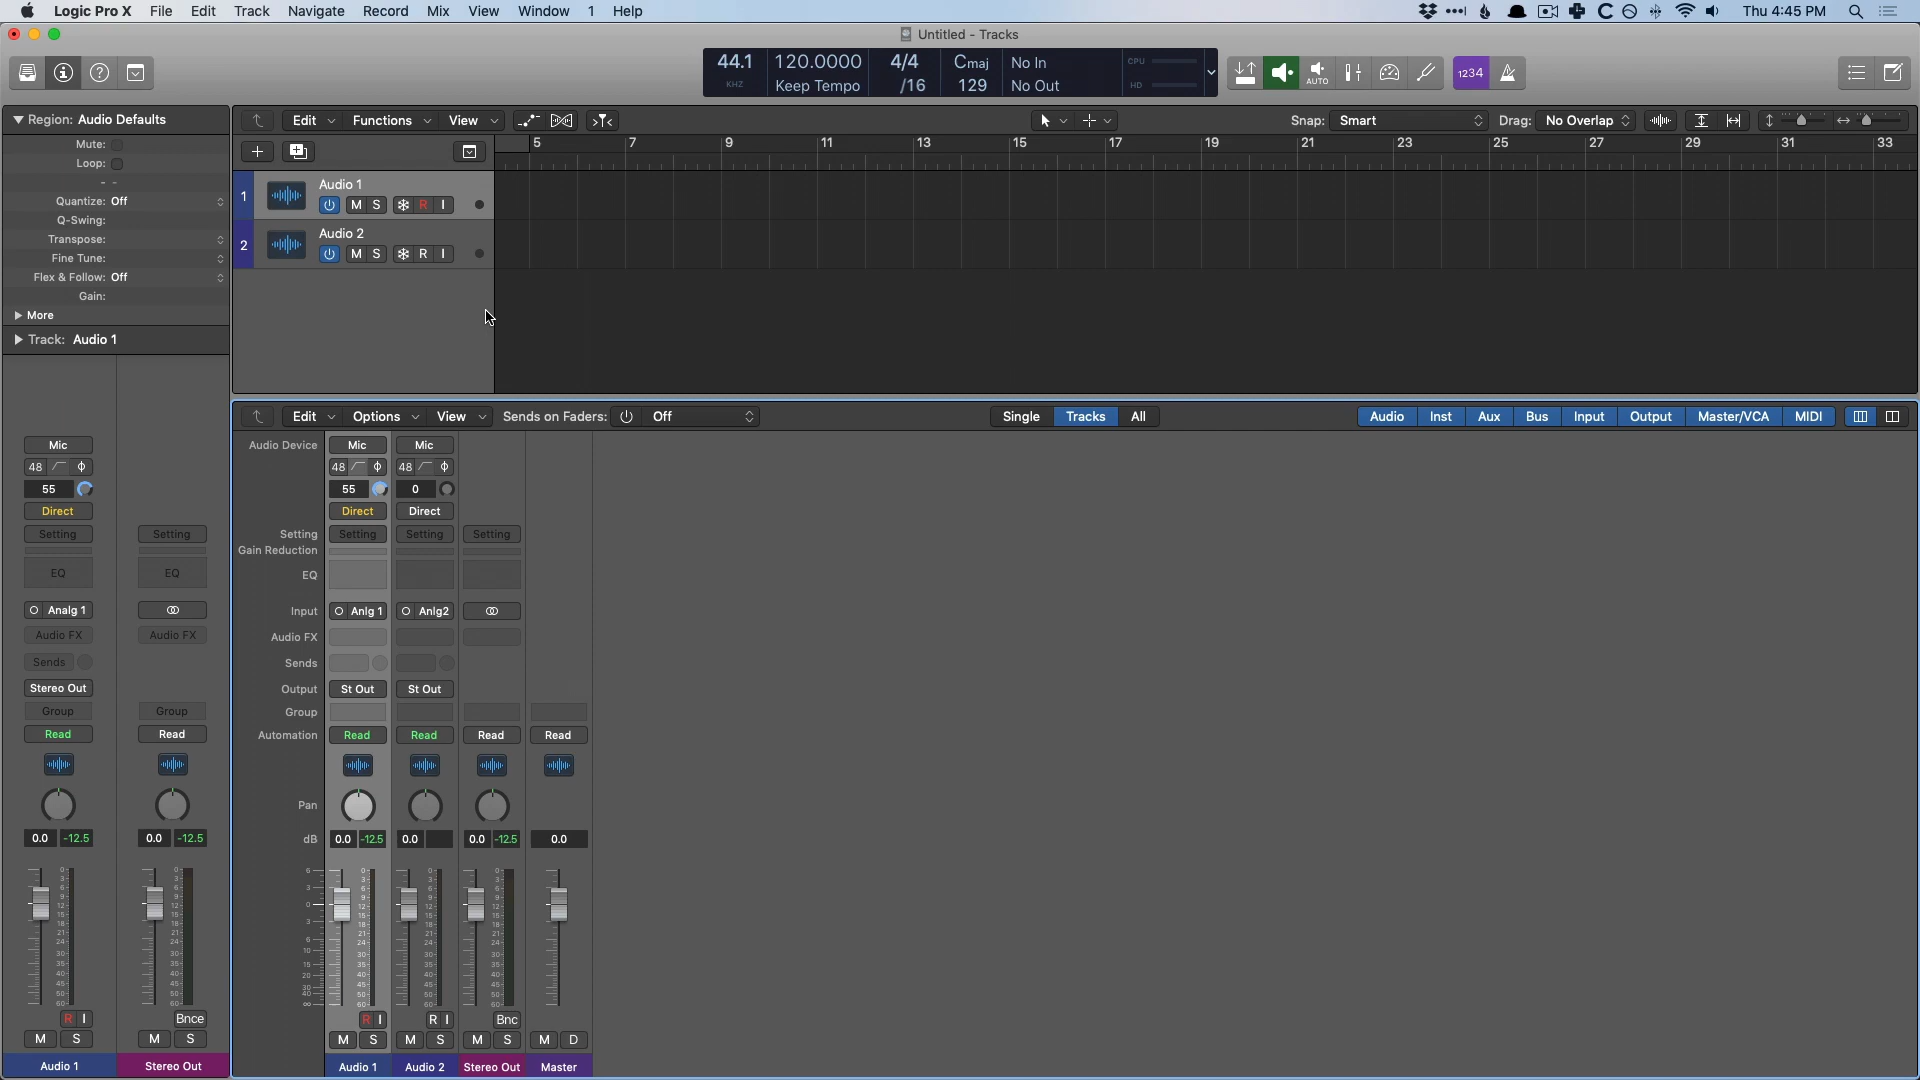 Logic Pro X File Edit Track Navigate Record Mix View Window 1 Help Thu 4:45 PM
Untitled - Tracks
44.1 120.0000 4/4 Cmaj No In CPU
KHZ Keep Tempo /16 129 No Out HD
AUTO 1234
Region: Audio Defaults
Mute:
Loop:
Quantize: Off
Q-Swing:
Transpose:
Fine Tune:
Flex & Follow: Off
Gain:
More
Track: Audio 1
Edit Functions View Snap: Smart Drag: No Overlap
5 7 9 11 13 15 17 19 21 23 25 27 29 31 33
1 Audio 1
M S R I
2 Audio 2
M S R I
Edit Options View Sends on Faders: Off Single Tracks All Audio Inst Aux Bus Input Output Master/VCA MIDI
Mic
48
55
Direct
Setting Setting
EQ EQ
Analg 1
Audio FX Audio FX
Sends
Stereo Out
Group Group
Read Read
0.0 -12.5 0.0 -12.5
R I Bnce
M S M S
Audio 1 Stereo Out
Audio Device Mic Mic
48 48
55 0
Direct Direct
Setting Setting Setting Setting
Gain Reduction
EQ
Input Anlg 1 Anlg2
Audio FX
Sends
Output St Out St Out
Group
Automation Read Read Read Read
Pan
dB 0.0 -12.5 0.0 0.0 -12.5 0.0
R I R I Bnc
M S M S M S M D
Audio 1 Audio 2 Stereo Out Master